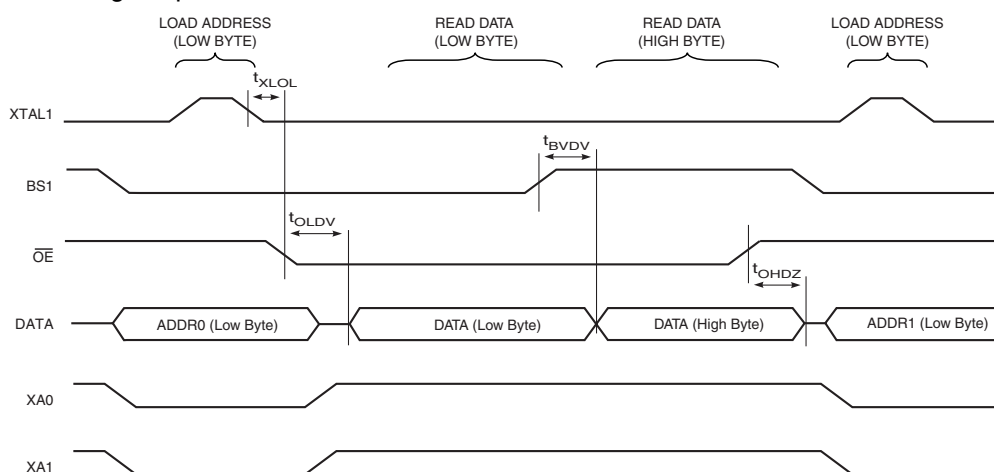 LOAD ADDRESS
(LOW BYTE)
READ DATA
(LOW BYTE)
READ DATA
(HIGH BYTE)
LOAD ADDRESS
(LOW BYTE)
tXLOL
XTAL1
tBVDV
BS1
tOLDV
OE
tOHDZ
DATA
ADDR0 (Low Byte)
DATA (Low Byte)
DATA (High Byte)
ADDR1 (Low Byte)
XA0
XA1